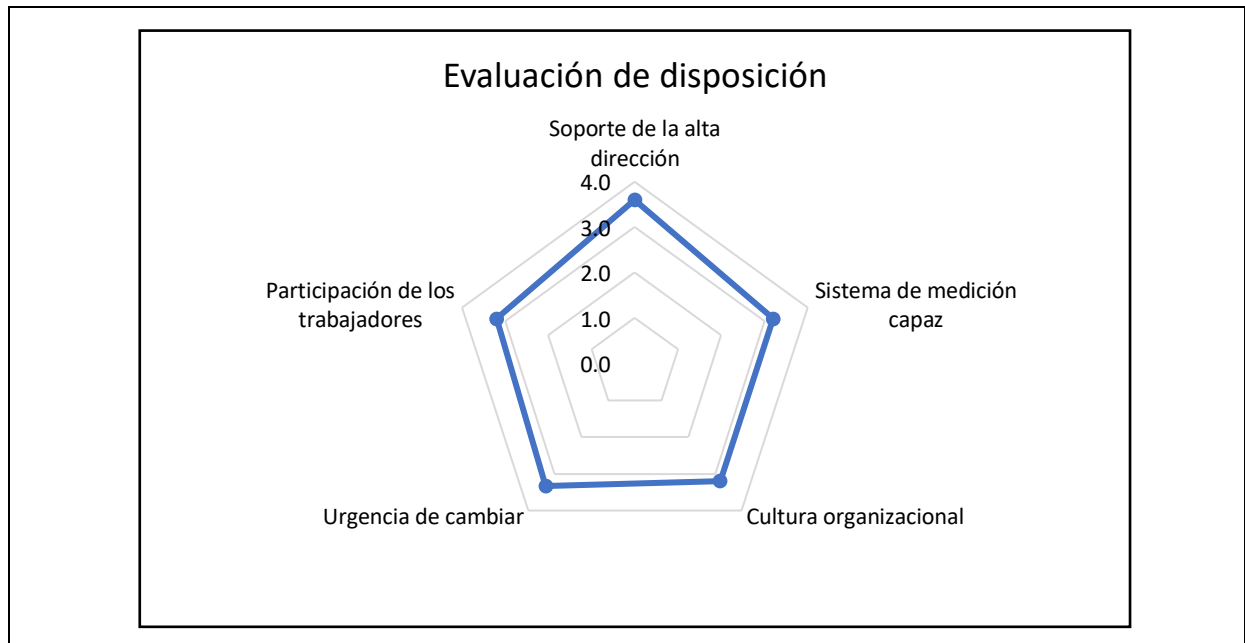 Evaluación de disposición
Soporte de la alta
dirección
4.0
3.0
2.0
1.0
0.0
Participación de los
trabajadores
Sistema de medición
capaz
Urgencia de cambiar
Cultura organizacional